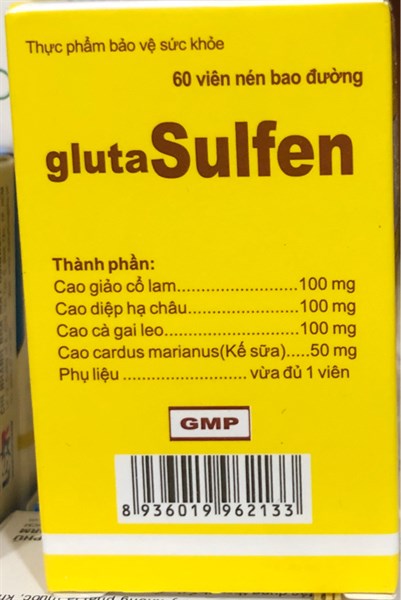 Thực phẩm bảo vệ sức khỏe
60 viên nén bao đường
glutaSulfen
Thành phần:
Cao giảo cổ lam.......................100 mg
Cao diệp hạ châu.....................100 mg
Cao cà gai leo..........................100 mg
Cao cardus marianus(Kế sữa).....50 mg
Phụ liệu ....................... vừa đủ 1 viên
GMP
8 936019 962133